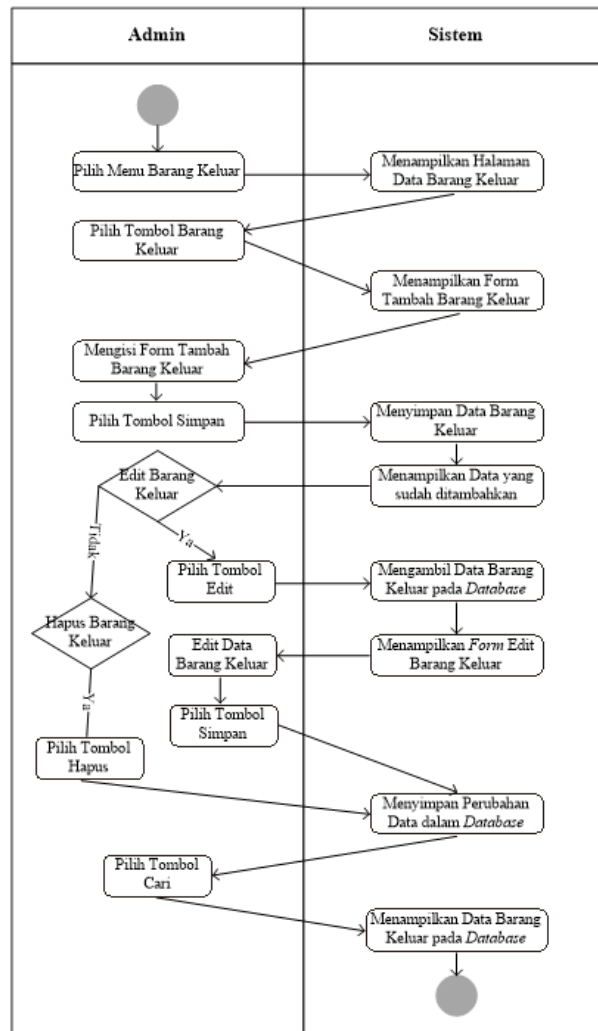 Admin
Sistem
Pilih Menu Barang Keluar
Menampilkan Halaman
Data Barang Keluar
Pilih Tombol Barang
Keluar
Menampilkan Form
Tambah Barang Keluar
Mengisi Form Tambah
Barang Keluar
Pilih Tombol Simpan
Menyimpan Data Barang
Keluar
Menampilkan Data yang
sudah ditambahkan
Edit Barang
Keluar
Ya
Tidak
Pilih Tombol
Edit
Mengambil Data Barang
Keluar pada Database
Hapus Barang
Keluar
Menampilkan Form Edit
Barang Keluar
Edit Data
Barang Keluar
Ya
Pilih Tombol
Simpan
Pilih Tombol
Hapus
Menyimpan Perubahan
Data dalam Database
Pilih Tombol
Cari
Menampilkan Data Barang
Keluar pada Database